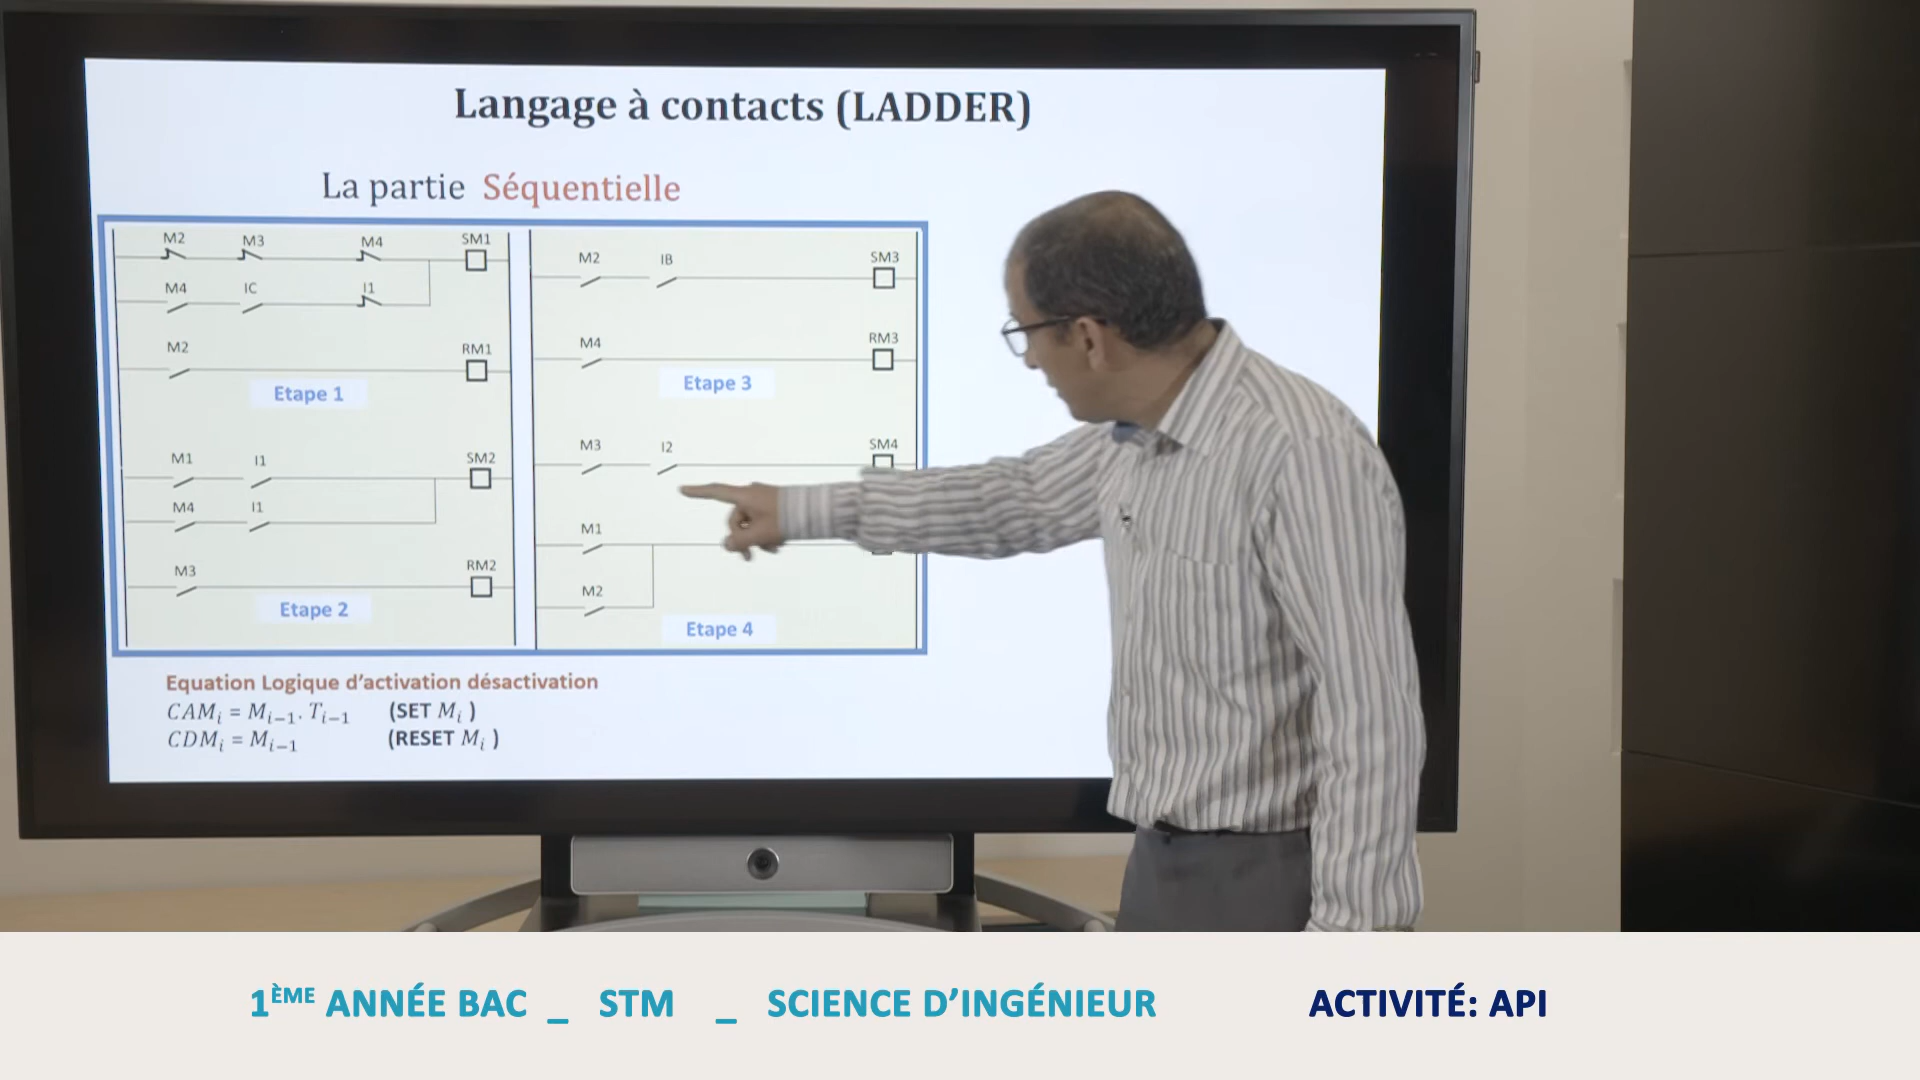 Langage à contacts (LADDER)
La partie Séquentielle
M2 M3 M4 SM1
M4 IC I1
M2 RM1
Etape 1
M1 I1 SM2
M4 I1
M3 RM2
Etape 2
M2 IB SM3
M4 RM3
Etape 3
M3 I2 SM4
M1
M2
Etape 4
Equation Logique d'activation désactivation
CAMᵢ = Mᵢ₋₁. Tᵢ₋₁ (SET Mᵢ )
CDMᵢ = Mᵢ₋₁ (RESET Mᵢ )
1ÈME ANNÉE BAC _ STM _ SCIENCE D'INGÉNIEUR ACTIVITÉ: API